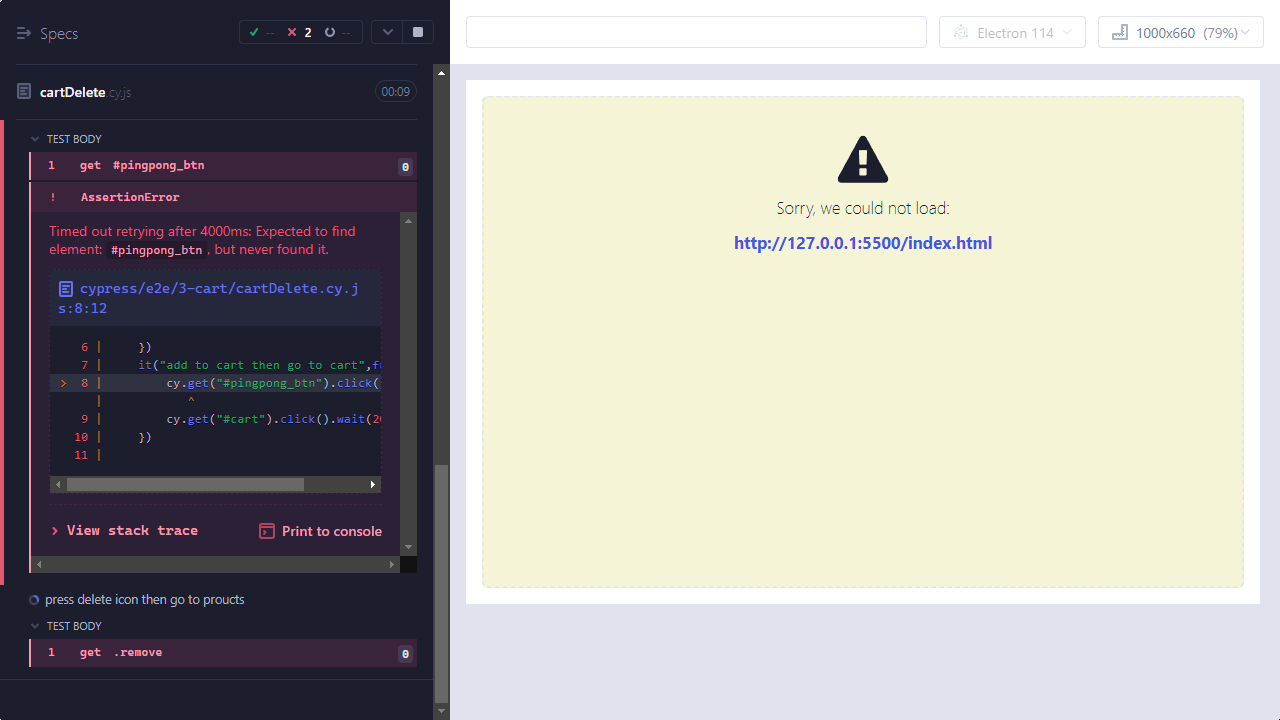 Specs
-- 2 --
cartDelete.cy.js
00:09
TEST BODY
1 get #pingpong_btn 0
! AssertionError
Timed out retrying after 4000ms: Expected to find
element: #pingpong_btn, but never found it.
cypress/e2e/3-cart/cartDelete.cy.j
s:8:12
6 | })
7 | it("add to cart then go to cart",fu
> 8 | cy.get("#pingpong_btn").click(
| ^
9 | cy.get("#cart").click().wait(20
10 | })
11 |
> View stack trace
Print to console
press delete icon then go to proucts
TEST BODY
1 get .remove 0
Electron 114
1000x660 (79%)
Sorry, we could not load:
http://127.0.0.1:5500/index.html